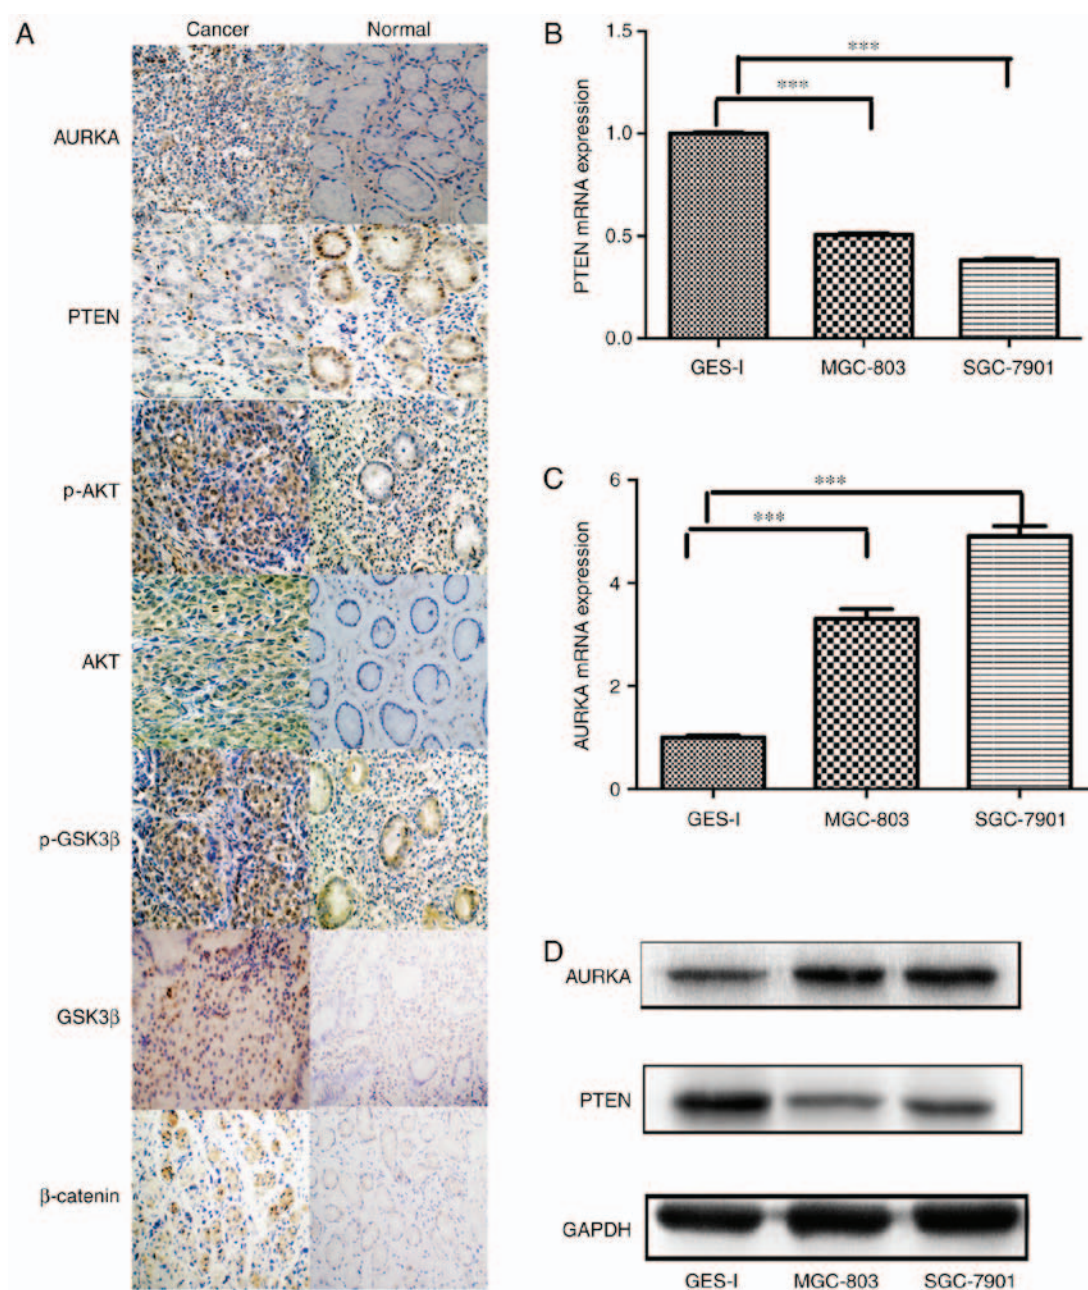 A
Cancer Normal
AURKA
PTEN
p-AKT
AKT
p-GSK3β
GSK3β
β-catenin
B
PTEN mRNA expression
1.5
1.0
0.5
0.0
***
***
GES-I MGC-803 SGC-7901
C
AURKA mRNA expression
6
4
2
0
***
***
GES-I MGC-803 SGC-7901
D
AURKA
PTEN
GAPDH
GES-I MGC-803 SGC-7901